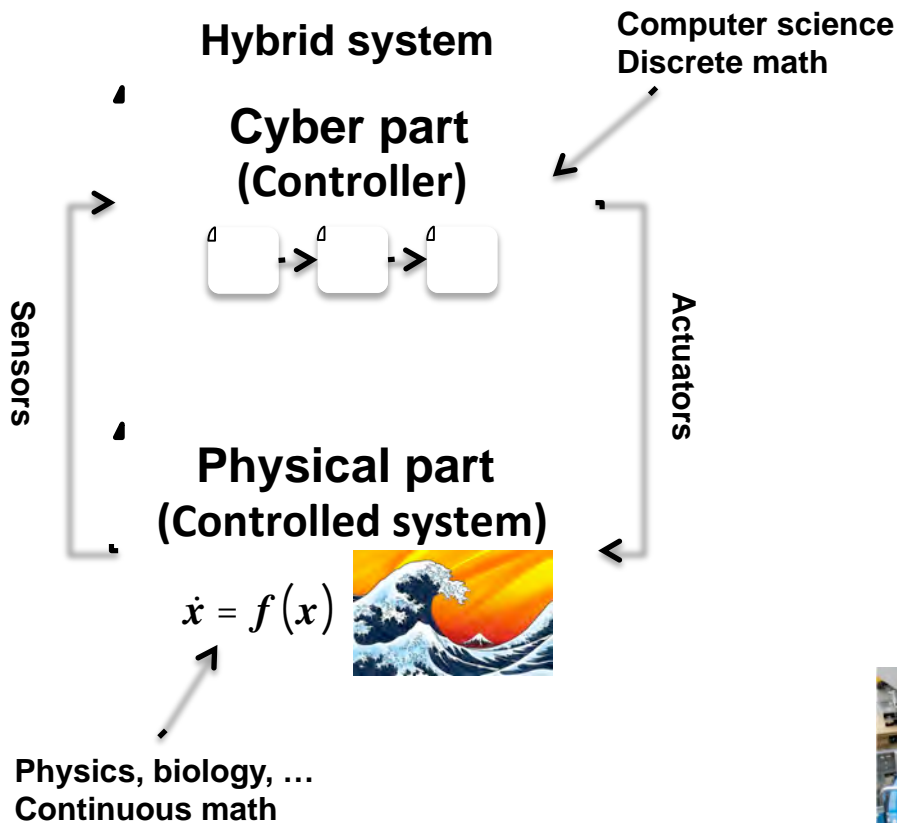 Hybrid system
Computer science
Discrete math
Cyber part
(Controller)
Sensors
Actuators
Physical part
(Controlled system)
ẋ = f(x)
Physics, biology, …
Continuous math